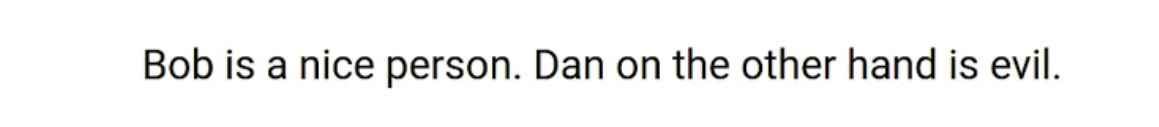 Bob is a nice person. Dan on the other hand is evil.